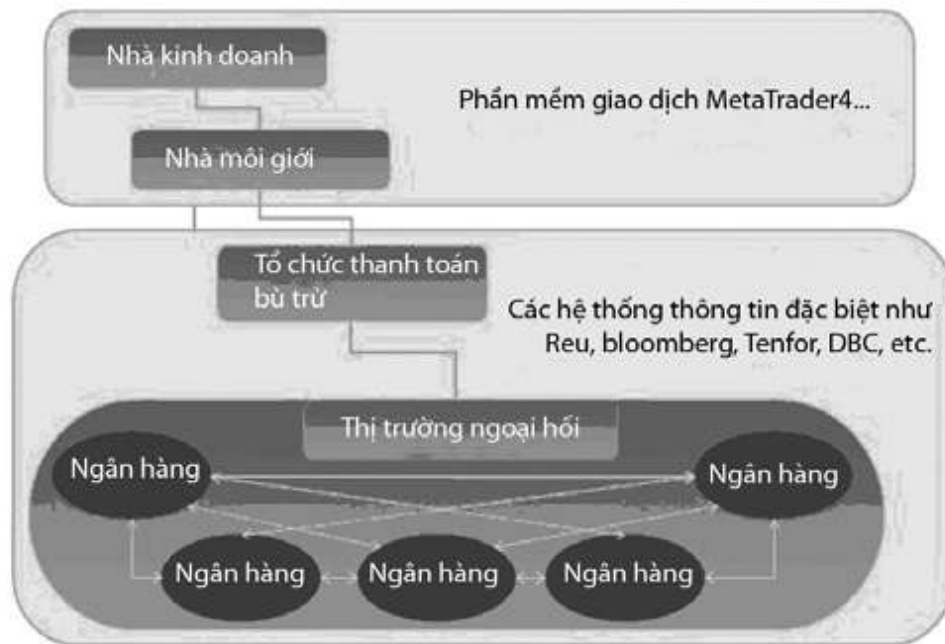 Nhà kinh doanh
Phần mềm giao dịch MetaTrader4...
Nhà môi giới
Tổ chức thanh toán
bù trừ
Các hệ thống thông tin đặc biệt như
Reu, bloomberg, Tenfor, DBC, etc.
Thị trường ngoại hối
Ngân hàng
Ngân hàng
Ngân hàng
Ngân hàng
Ngân hàng